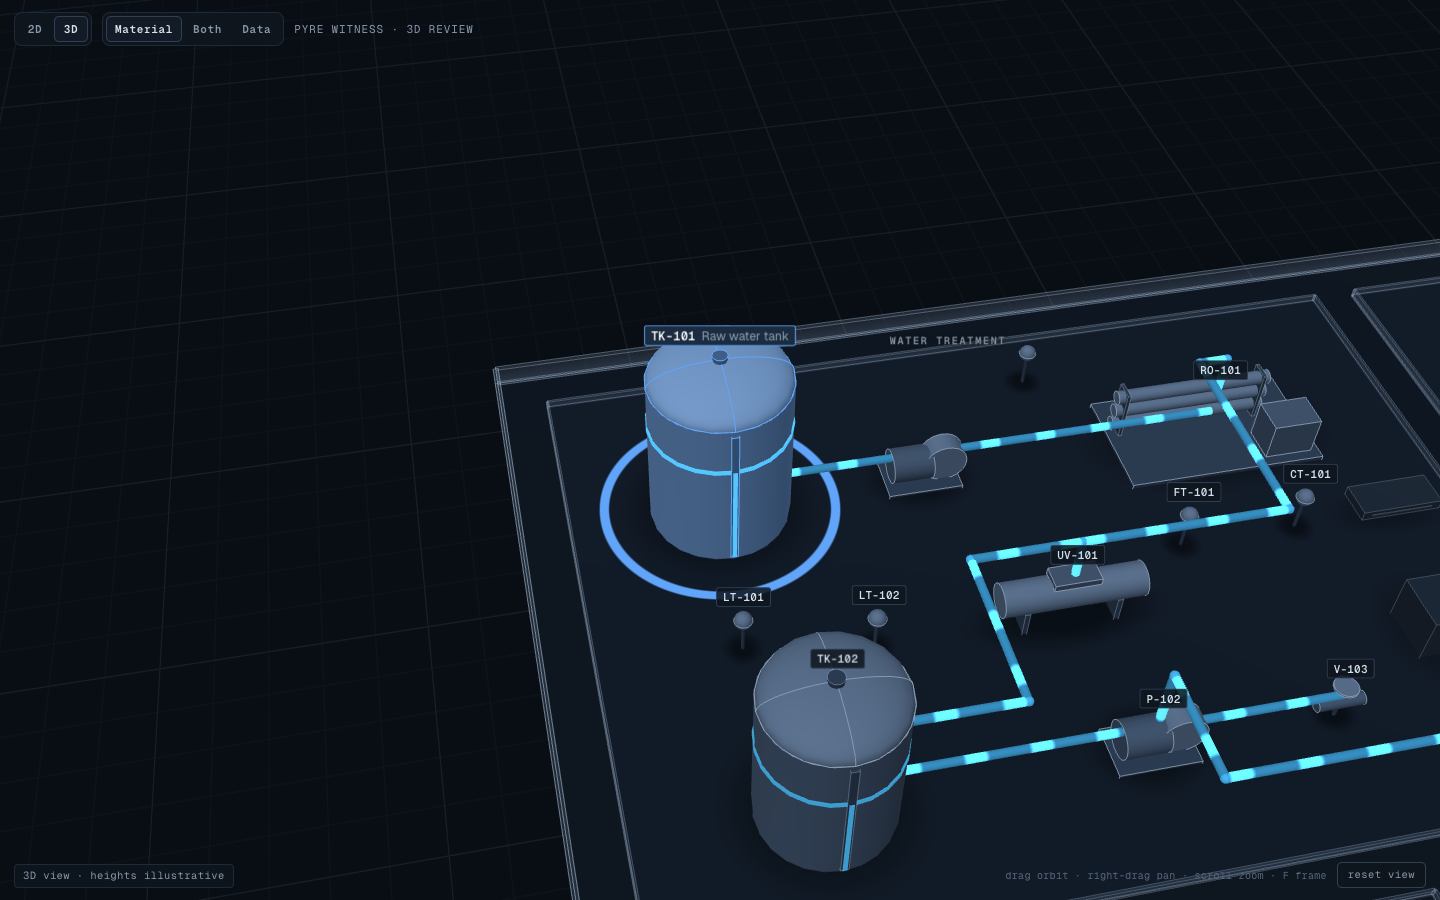 2D 3D Material Both Data PYRE WITNESS · 3D REVIEW
TK-101 Raw water tank
WATER TREATMENT
RO-101
CT-101
FT-101
UV-101
LT-101
LT-102
TK-102
V-103
P-102
3D view · heights illustrative
drag orbit · right-drag pan · scroll zoom · F frame
reset view